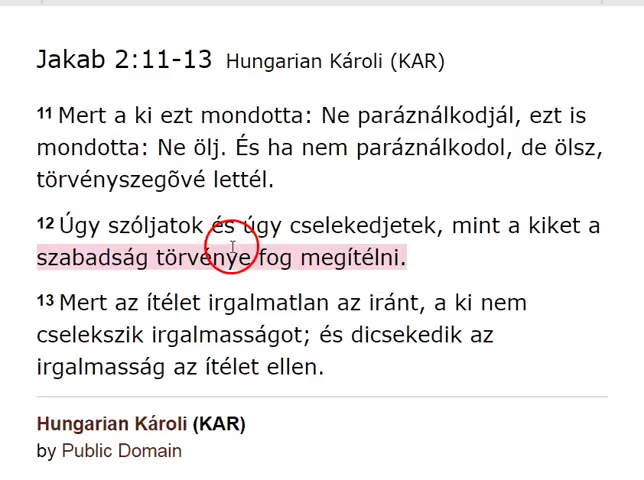 Jakab 2:11-13 Hungarian Károli (KAR)
11 Mert a ki ezt mondotta: Ne paráználkodjál, ezt is
mondotta: Ne ölj. És ha nem paráználkodol, de ölsz,
törvényszegõvé lettél.
12 Úgy szóljatok és úgy cselekedjetek, mint a kiket a
szabadság törvénye fog megítélni.
13 Mert az ítélet irgalmatlan az iránt, a ki nem
cselekszik irgalmasságot; és dicsekedik az
irgalmasság az ítélet ellen.
Hungarian Károli (KAR)
by Public Domain